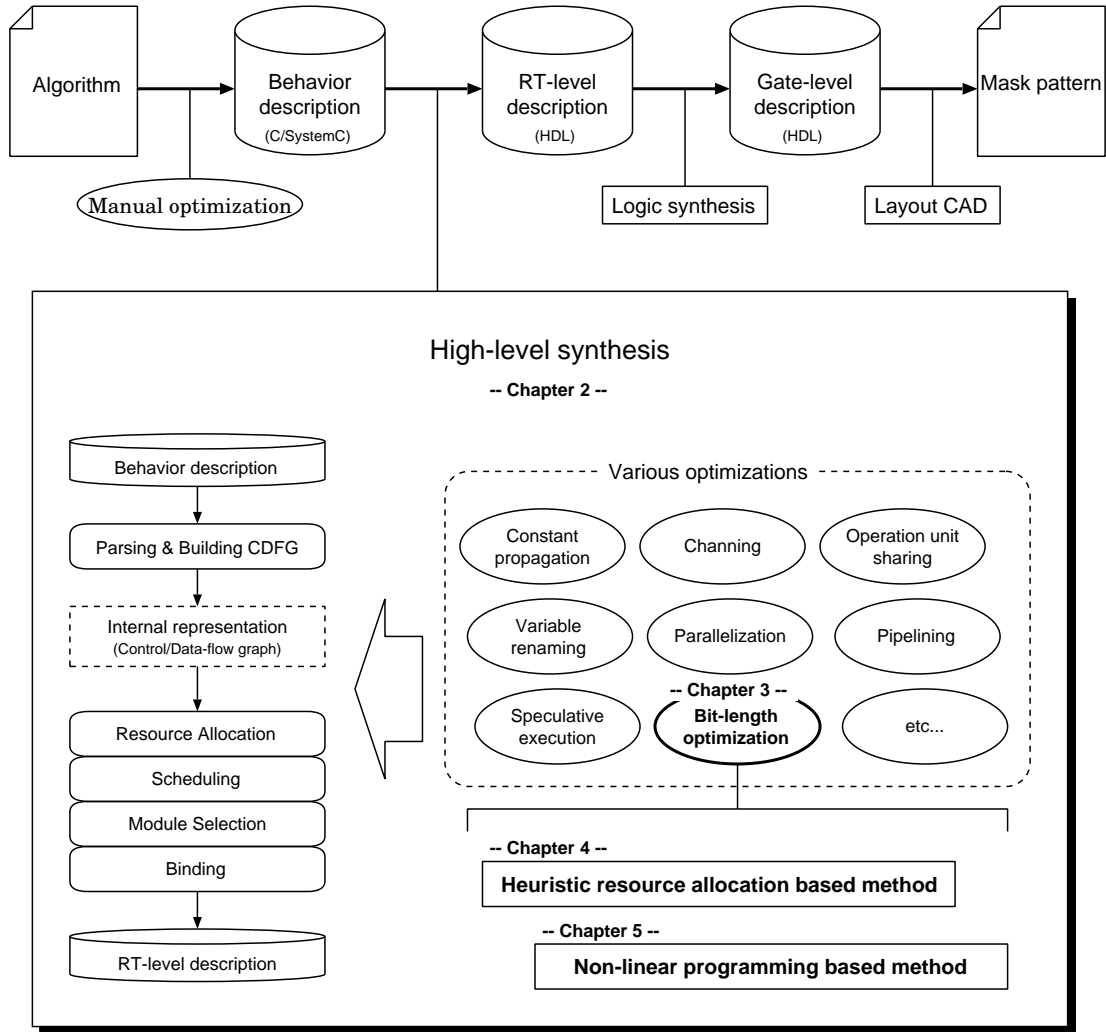 Algorithm
Behavior
description
(C/SystemC)
RT-level
description
(HDL)
Gate-level
description
(HDL)
Mask pattern
Manual optimization
Logic synthesis
Layout CAD
High-level synthesis
-- Chapter 2 --
Behavior description
Parsing & Building CDFG
Internal representation
(Control/Data-flow graph)
Resource Allocation
Scheduling
Module Selection
Binding
RT-level description
Various optimizations
Constant
propagation
Channing
Operation unit
sharing
Variable
renaming
Parallelization
Pipelining
Speculative
execution
-- Chapter 3 --
Bit-length
optimization
etc...
-- Chapter 4 --
Heuristic resource allocation based method
-- Chapter 5 --
Non-linear programming based method